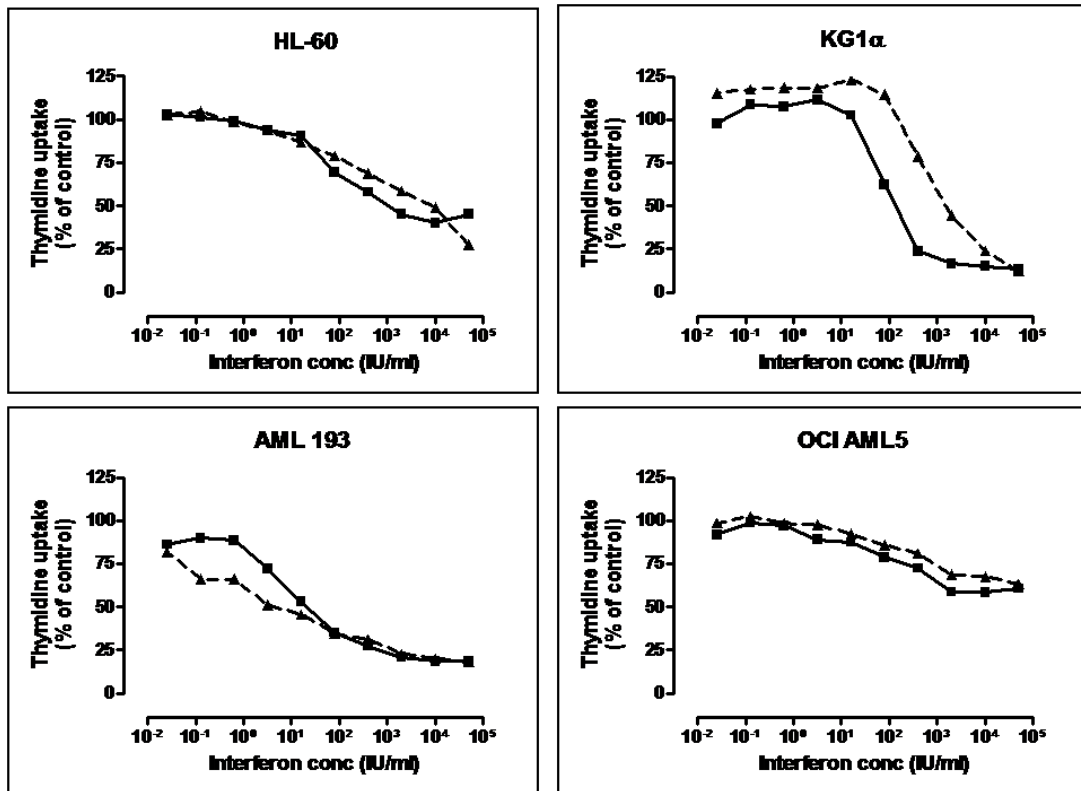 HL-60
Thymidine uptake
(% of control)
125
100
75
50
25
0
10⁻² 10⁻¹ 10⁰ 10¹ 10² 10³ 10⁴ 10⁵
Interferon conc (IU/ml)
KG1α
Thymidine uptake
(% of control)
125
100
75
50
25
0
10⁻² 10⁻¹ 10⁰ 10¹ 10² 10³ 10⁴ 10⁵
Interferon conc (IU/ml)
AML 193
Thymidine uptake
(% of control)
125
100
75
50
25
0
10⁻² 10⁻¹ 10⁰ 10¹ 10² 10³ 10⁴ 10⁵
Interferon conc (IU/ml)
OCI AML5
Thymidine uptake
(% of control)
125
100
75
50
25
0
10⁻² 10⁻¹ 10⁰ 10¹ 10² 10³ 10⁴ 10⁵
Interferon conc (IU/ml)